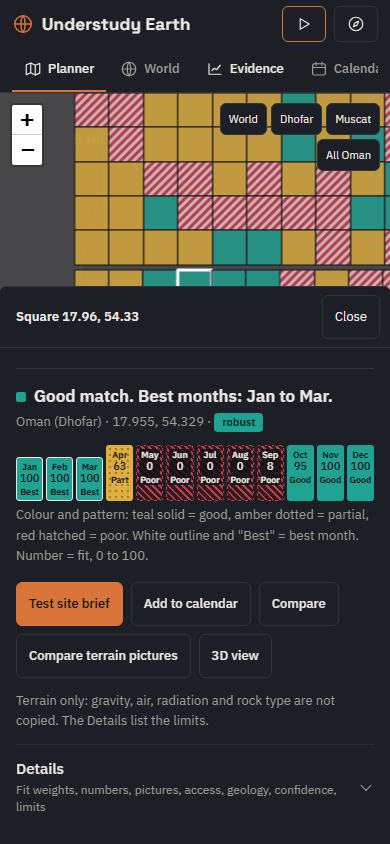 Understudy Earth
Planner World Evidence Calenda
+
−
World Dhofar Muscat
All Oman
Square 17.96, 54.33 Close
Good match. Best months: Jan to Mar.
Oman (Dhofar) · 17.955, 54.329 · robust
Jan Feb Mar Apr May Jun Jul Aug Sep Oct Nov Dec
100 100 100 63 0 0 0 0 8 95 100 100
Best Best Best Part Poor Poor Poor Poor Poor Good Good Good
Colour and pattern: teal solid = good, amber dotted = partial,
red hatched = poor. White outline and "Best" = best month.
Number = fit, 0 to 100.
Test site brief Add to calendar Compare
Compare terrain pictures 3D view
Terrain only: gravity, air, radiation and rock type are not
copied. The Details list the limits.
Details
Fit weights, numbers, pictures, access, geology, confidence,
limits